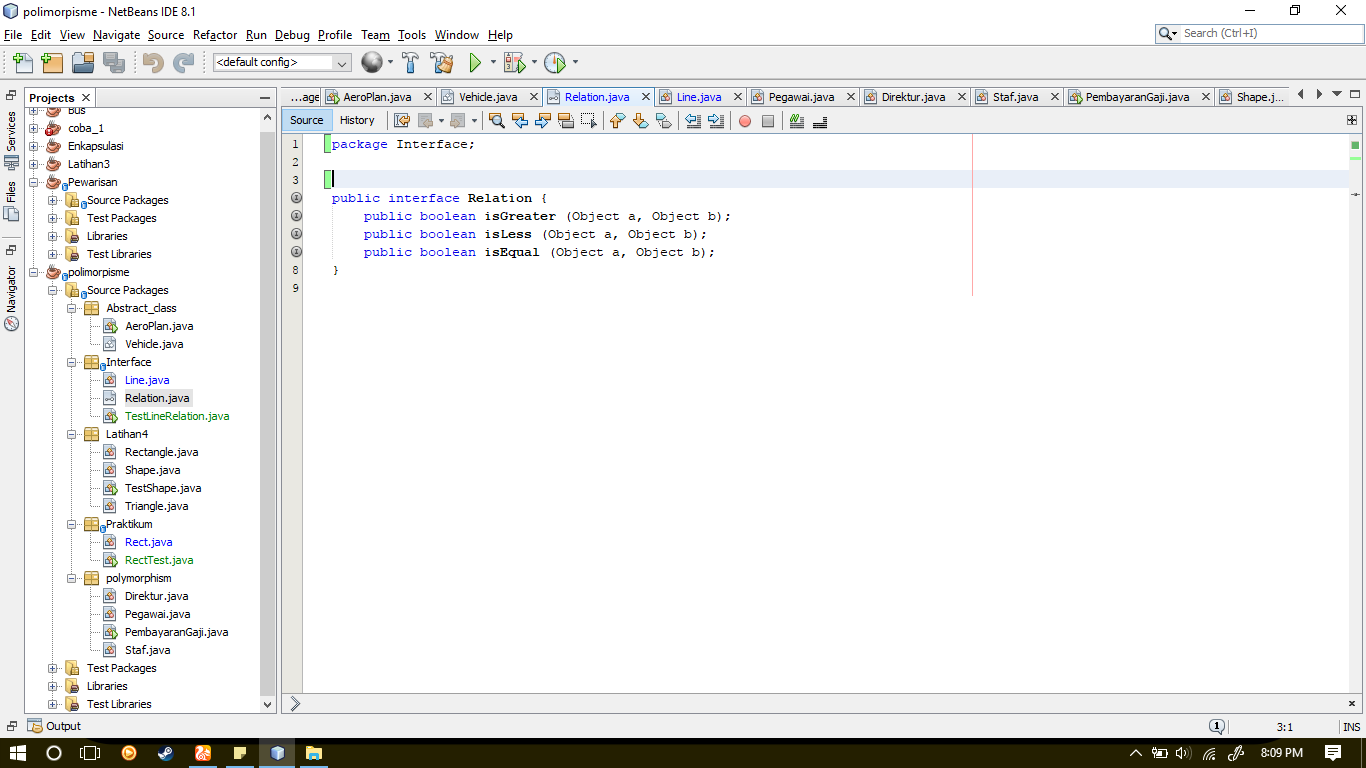 polimorpisme - NetBeans IDE 8.1
File Edit View Navigate Source Refactor Run Debug Profile Team Tools Window Help
Search (Ctrl+I)
<default config>
Services
Files
Navigator
Projects
Bus
coba_1
Enkapsulasi
Latihan3
Pewarisan
Source Packages
Test Packages
Libraries
Test Libraries
polimorpisme
Source Packages
Abstract_class
AeroPlan.java
Vehicle.java
Interface
Line.java
Relation.java
TestLineRelation.java
Latihan4
Rectangle.java
Shape.java
TestShape.java
Triangle.java
Praktikum
Rect.java
RectTest.java
polymorphism
Direktur.java
Pegawai.java
PembayaranGaji.java
Staf.java
Test Packages
Libraries
Test Libraries
...age AeroPlan.java Vehicle.java Relation.java Line.java Pegawai.java Direktur.java Staf.java PembayaranGaji.java Shape.j...
Source History
1 package Interface;
2
3
public interface Relation {
public boolean isGreater (Object a, Object b);
public boolean isLess (Object a, Object b);
public boolean isEqual (Object a, Object b);
8 }
9
Output
1
3:1
INS
8:09 PM